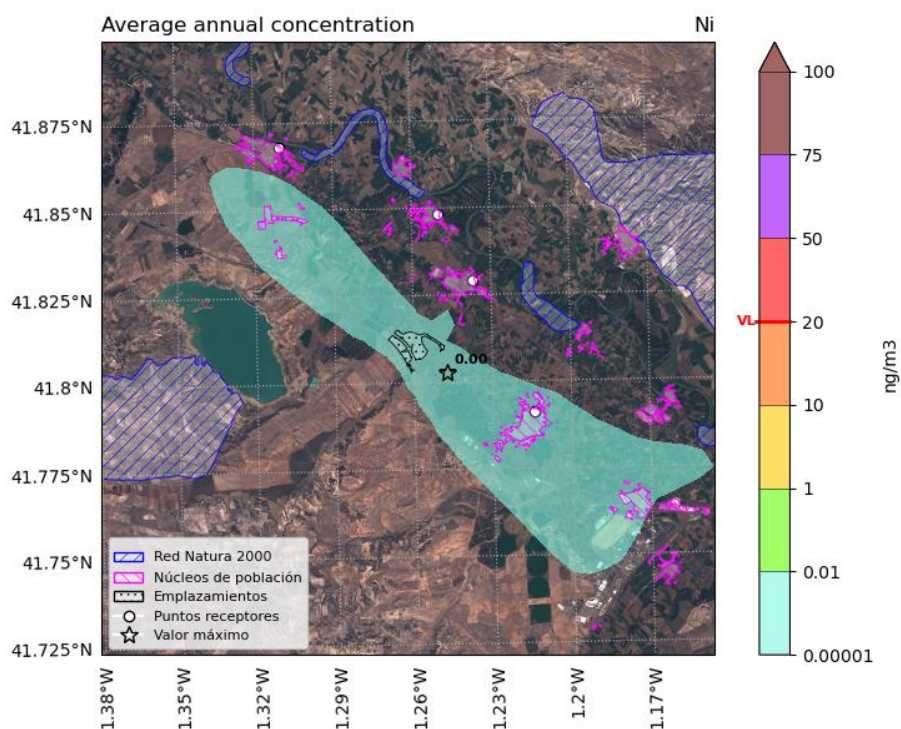 Average annual concentration Ni
41.875°N
41.85°N
41.825°N
41.8°N
41.775°N
41.75°N
41.725°N
0.00
Red Natura 2000
Núcleos de población
Emplazamientos
Puntos receptores
Valor máximo
1.38°W
1.35°W
1.32°W
1.29°W
1.26°W
1.23°W
1.2°W
1.17°W
100
75
50
VL 20
10
1
0.01
0.00001
ng/m3